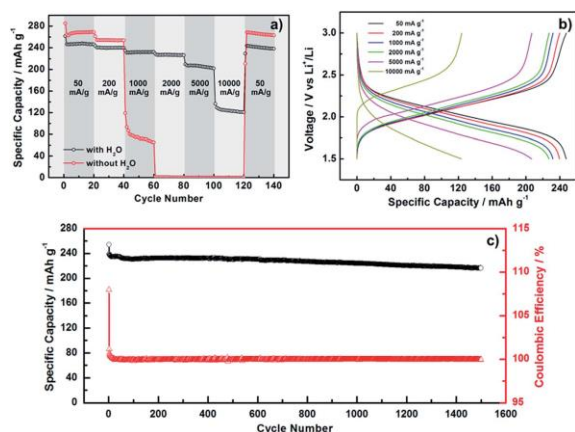 a)
Specific Capacity / mAh g⁻¹
280
240
200
160
120
80
40
0
50 mA/g
200 mA/g
1000 mA/g
2000 mA/g
5000 mA/g
10000 mA/g
50 mA/g
with H₂O
without H₂O
0 20 40 60 80 100 120 140
Cycle Number
b)
Voltage / V vs Li⁺/Li
3.0
2.5
2.0
1.5
50 mA g⁻¹
200 mA g⁻¹
1000 mA g⁻¹
2000 mA g⁻¹
5000 mA g⁻¹
10000 mA g⁻¹
0 40 80 120 160 200 240
Specific Capacity / mAh g⁻¹
c)
Specific Capacity / mAh g⁻¹
280
240
200
160
120
80
40
0
Coulombic Efficiency / %
115
110
105
100
95
90
0 200 400 600 800 1000 1200 1400 1600
Cycle Number